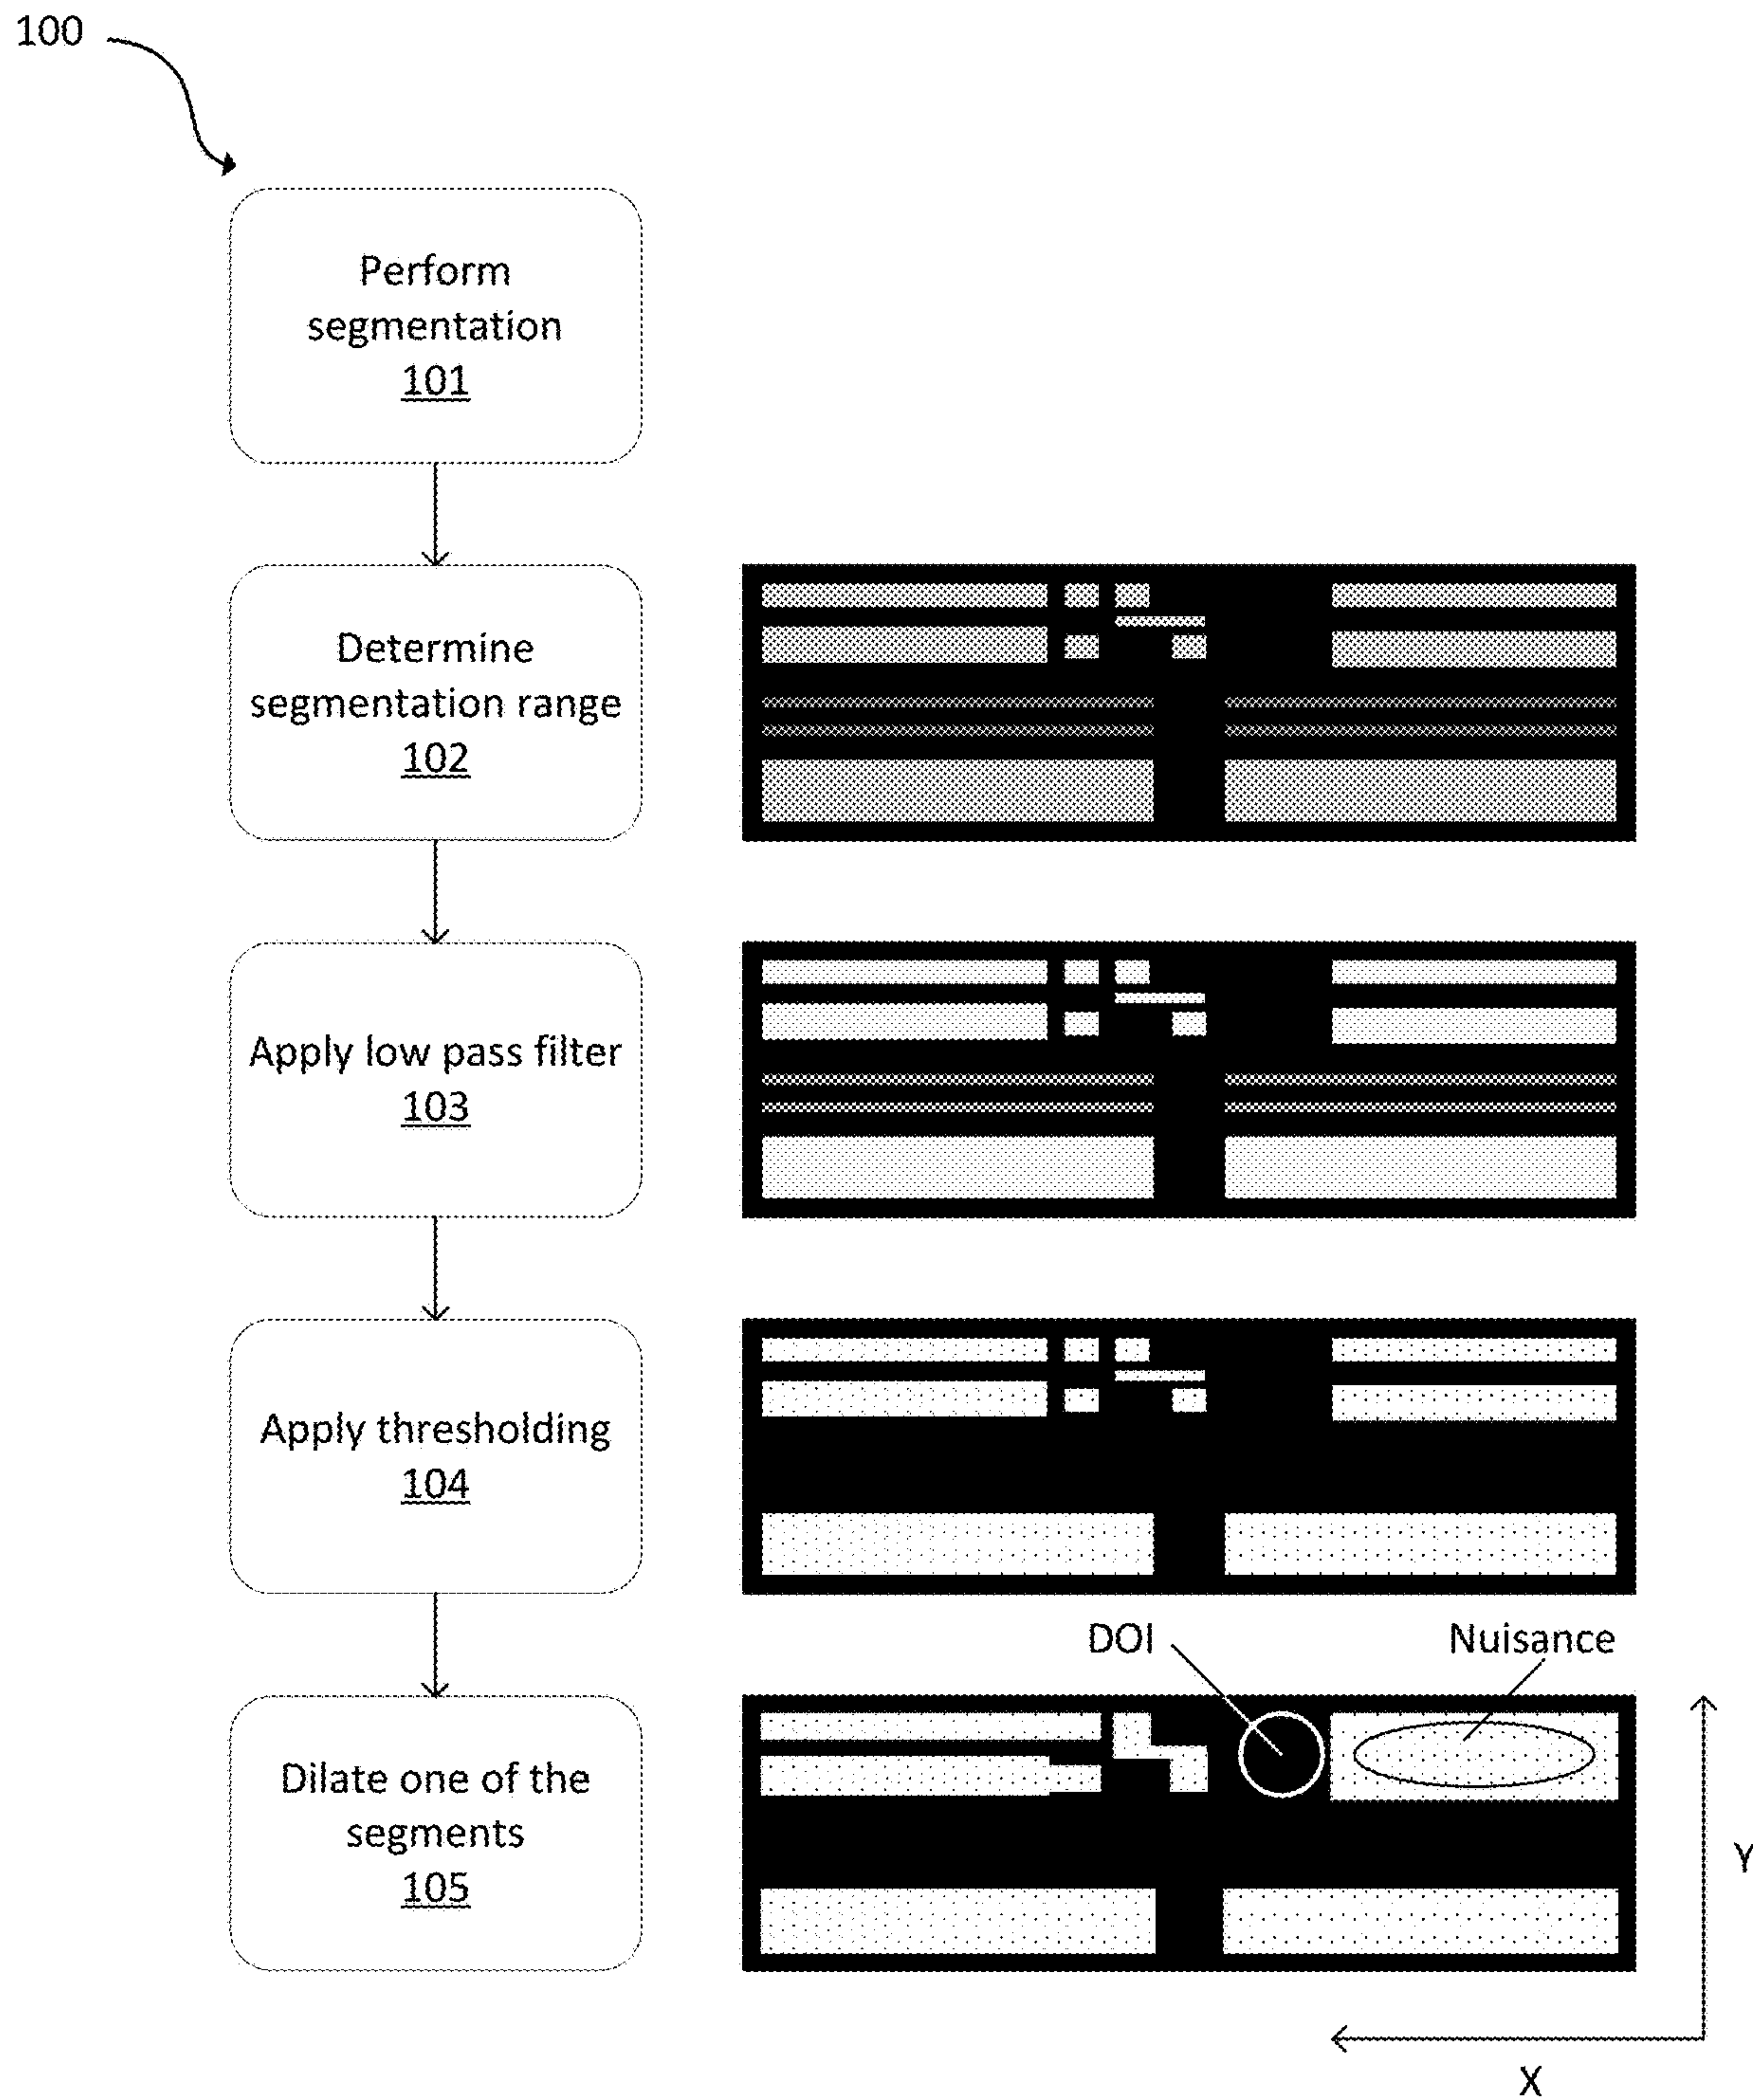 100
Perform
segmentation
101
Determine
segmentation range
102
Apply low pass filter
103
Apply thresholding
104
DOI
Nuisance
Dilate one of the
segments
105
Y
X